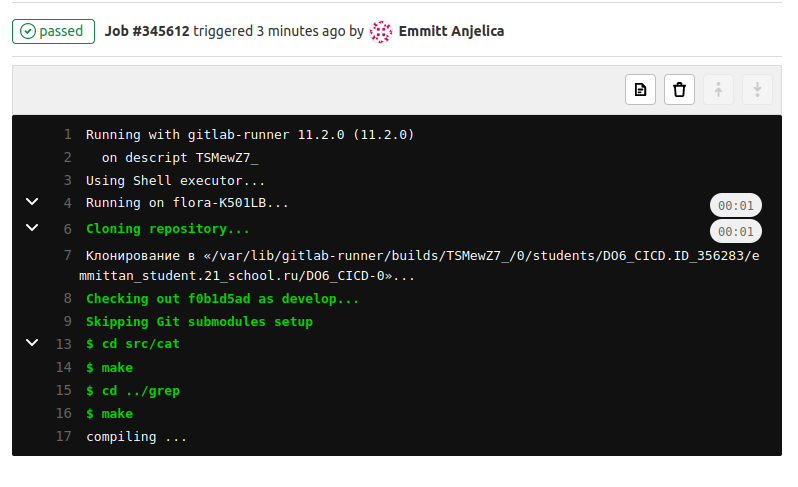 passed Job #345612 triggered 3 minutes ago by Emmitt Anjelica
1 Running with gitlab-runner 11.2.0 (11.2.0)
2 on descript TSMewZ7_
3 Using Shell executor...
4 Running on flora-K501LB... 00:01
6 Cloning repository... 00:01
7 Клонирование в «/var/lib/gitlab-runner/builds/TSMewZ7_/0/students/DO6_CICD.ID_356283/e
mmittan_student.21_school.ru/DO6_CICD-0»...
8 Checking out f0b1d5ad as develop...
9 Skipping Git submodules setup
13 $ cd src/cat
14 $ make
15 $ cd ../grep
16 $ make
17 compiling ...